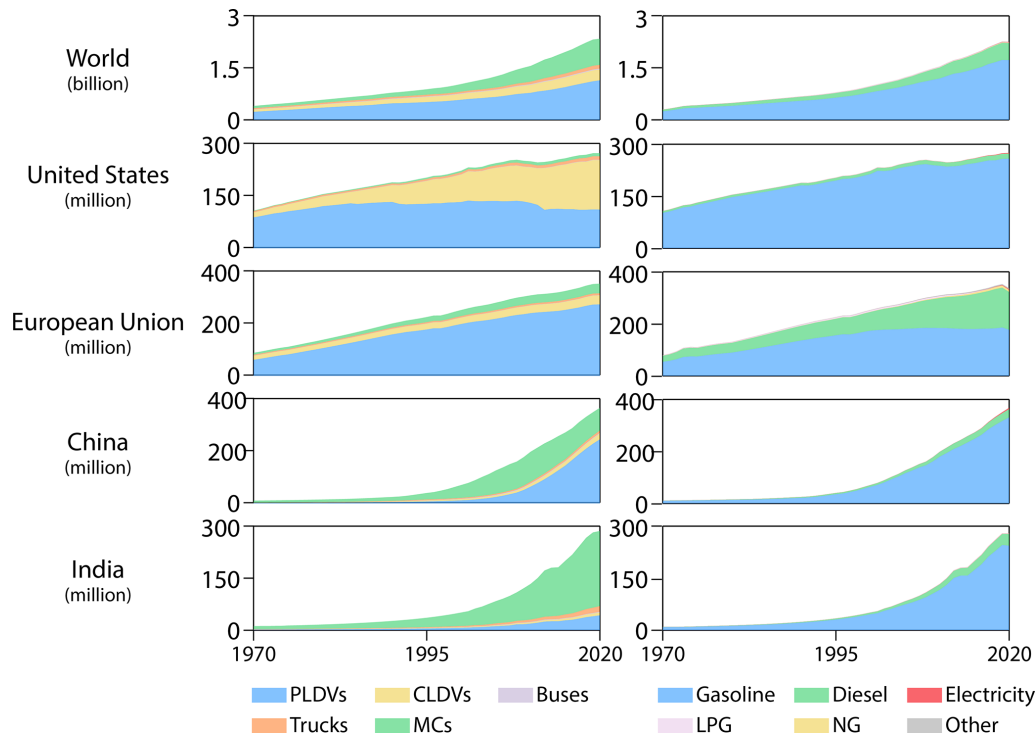 World
(billion)
3
1.5
0
3
1.5
0
United States
(million)
300
150
0
300
150
0
European Union
(million)
400
200
0
400
200
0
China
(million)
400
200
0
400
200
0
India
(million)
300
150
0
300
150
0
1970
1995
2020
1970
1995
2020
PLDVs
CLDVs
Buses
Trucks
MCs
Gasoline
Diesel
Electricity
LPG
NG
Other